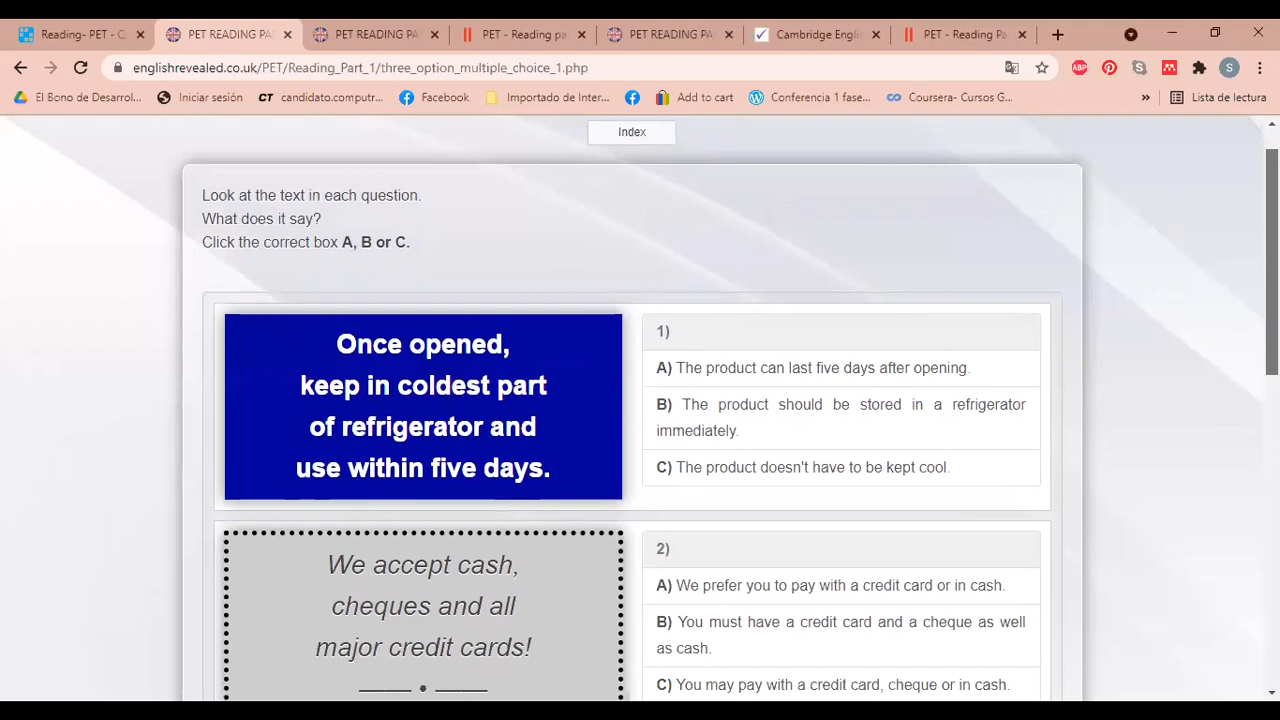 Reading- PET - C
PET READING PA
PET READING PA
PET - Reading pa
PET READING PA
Cambridge Engli
PET - Reading Pa
englishrevealed.co.uk/PET/Reading_Part_1/three_option_multiple_choice_1.php
ABP
S
El Bono de Desarrol...
Iniciar sesión
CT candidato.computr...
Facebook
Importado de Inter...
Add to cart
Conferencia 1 fase...
Coursera- Cursos G...
»
Lista de lectura
Index
Look at the text in each question.
What does it say?
Click the correct box A, B or C.
Once opened,
keep in coldest part
of refrigerator and
use within five days.
1)
A) The product can last five days after opening.
B) The product should be stored in a refrigerator
immediately.
C) The product doesn't have to be kept cool.
We accept cash,
cheques and all
major credit cards!
2)
A) We prefer you to pay with a credit card or in cash.
B) You must have a credit card and a cheque as well
as cash.
C) You may pay with a credit card, cheque or in cash.